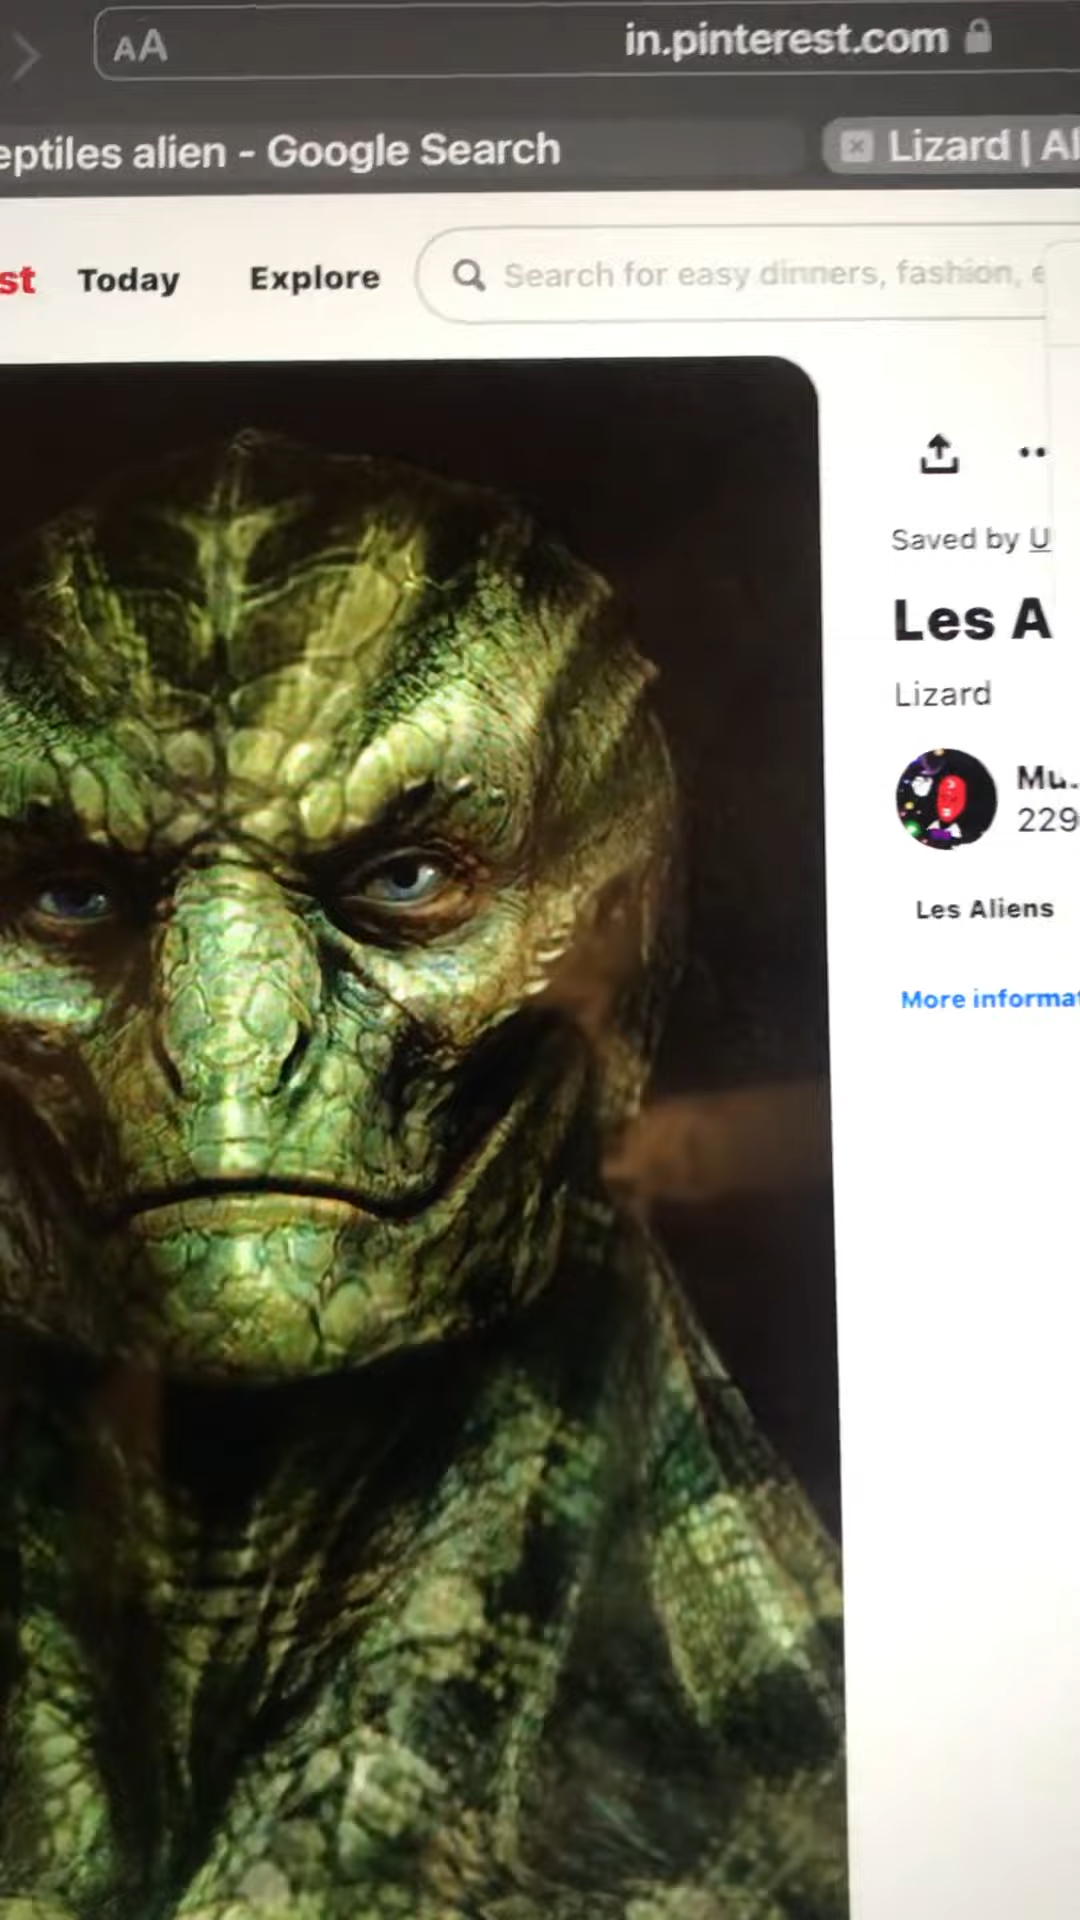 AA
in.pinterest.com
eptiles alien - Google Search
Lizard | Al
st
Today
Explore
Search for easy dinners, fashion, e
Saved by U
Les A
Lizard
Mu.
229
Les Aliens
More informat